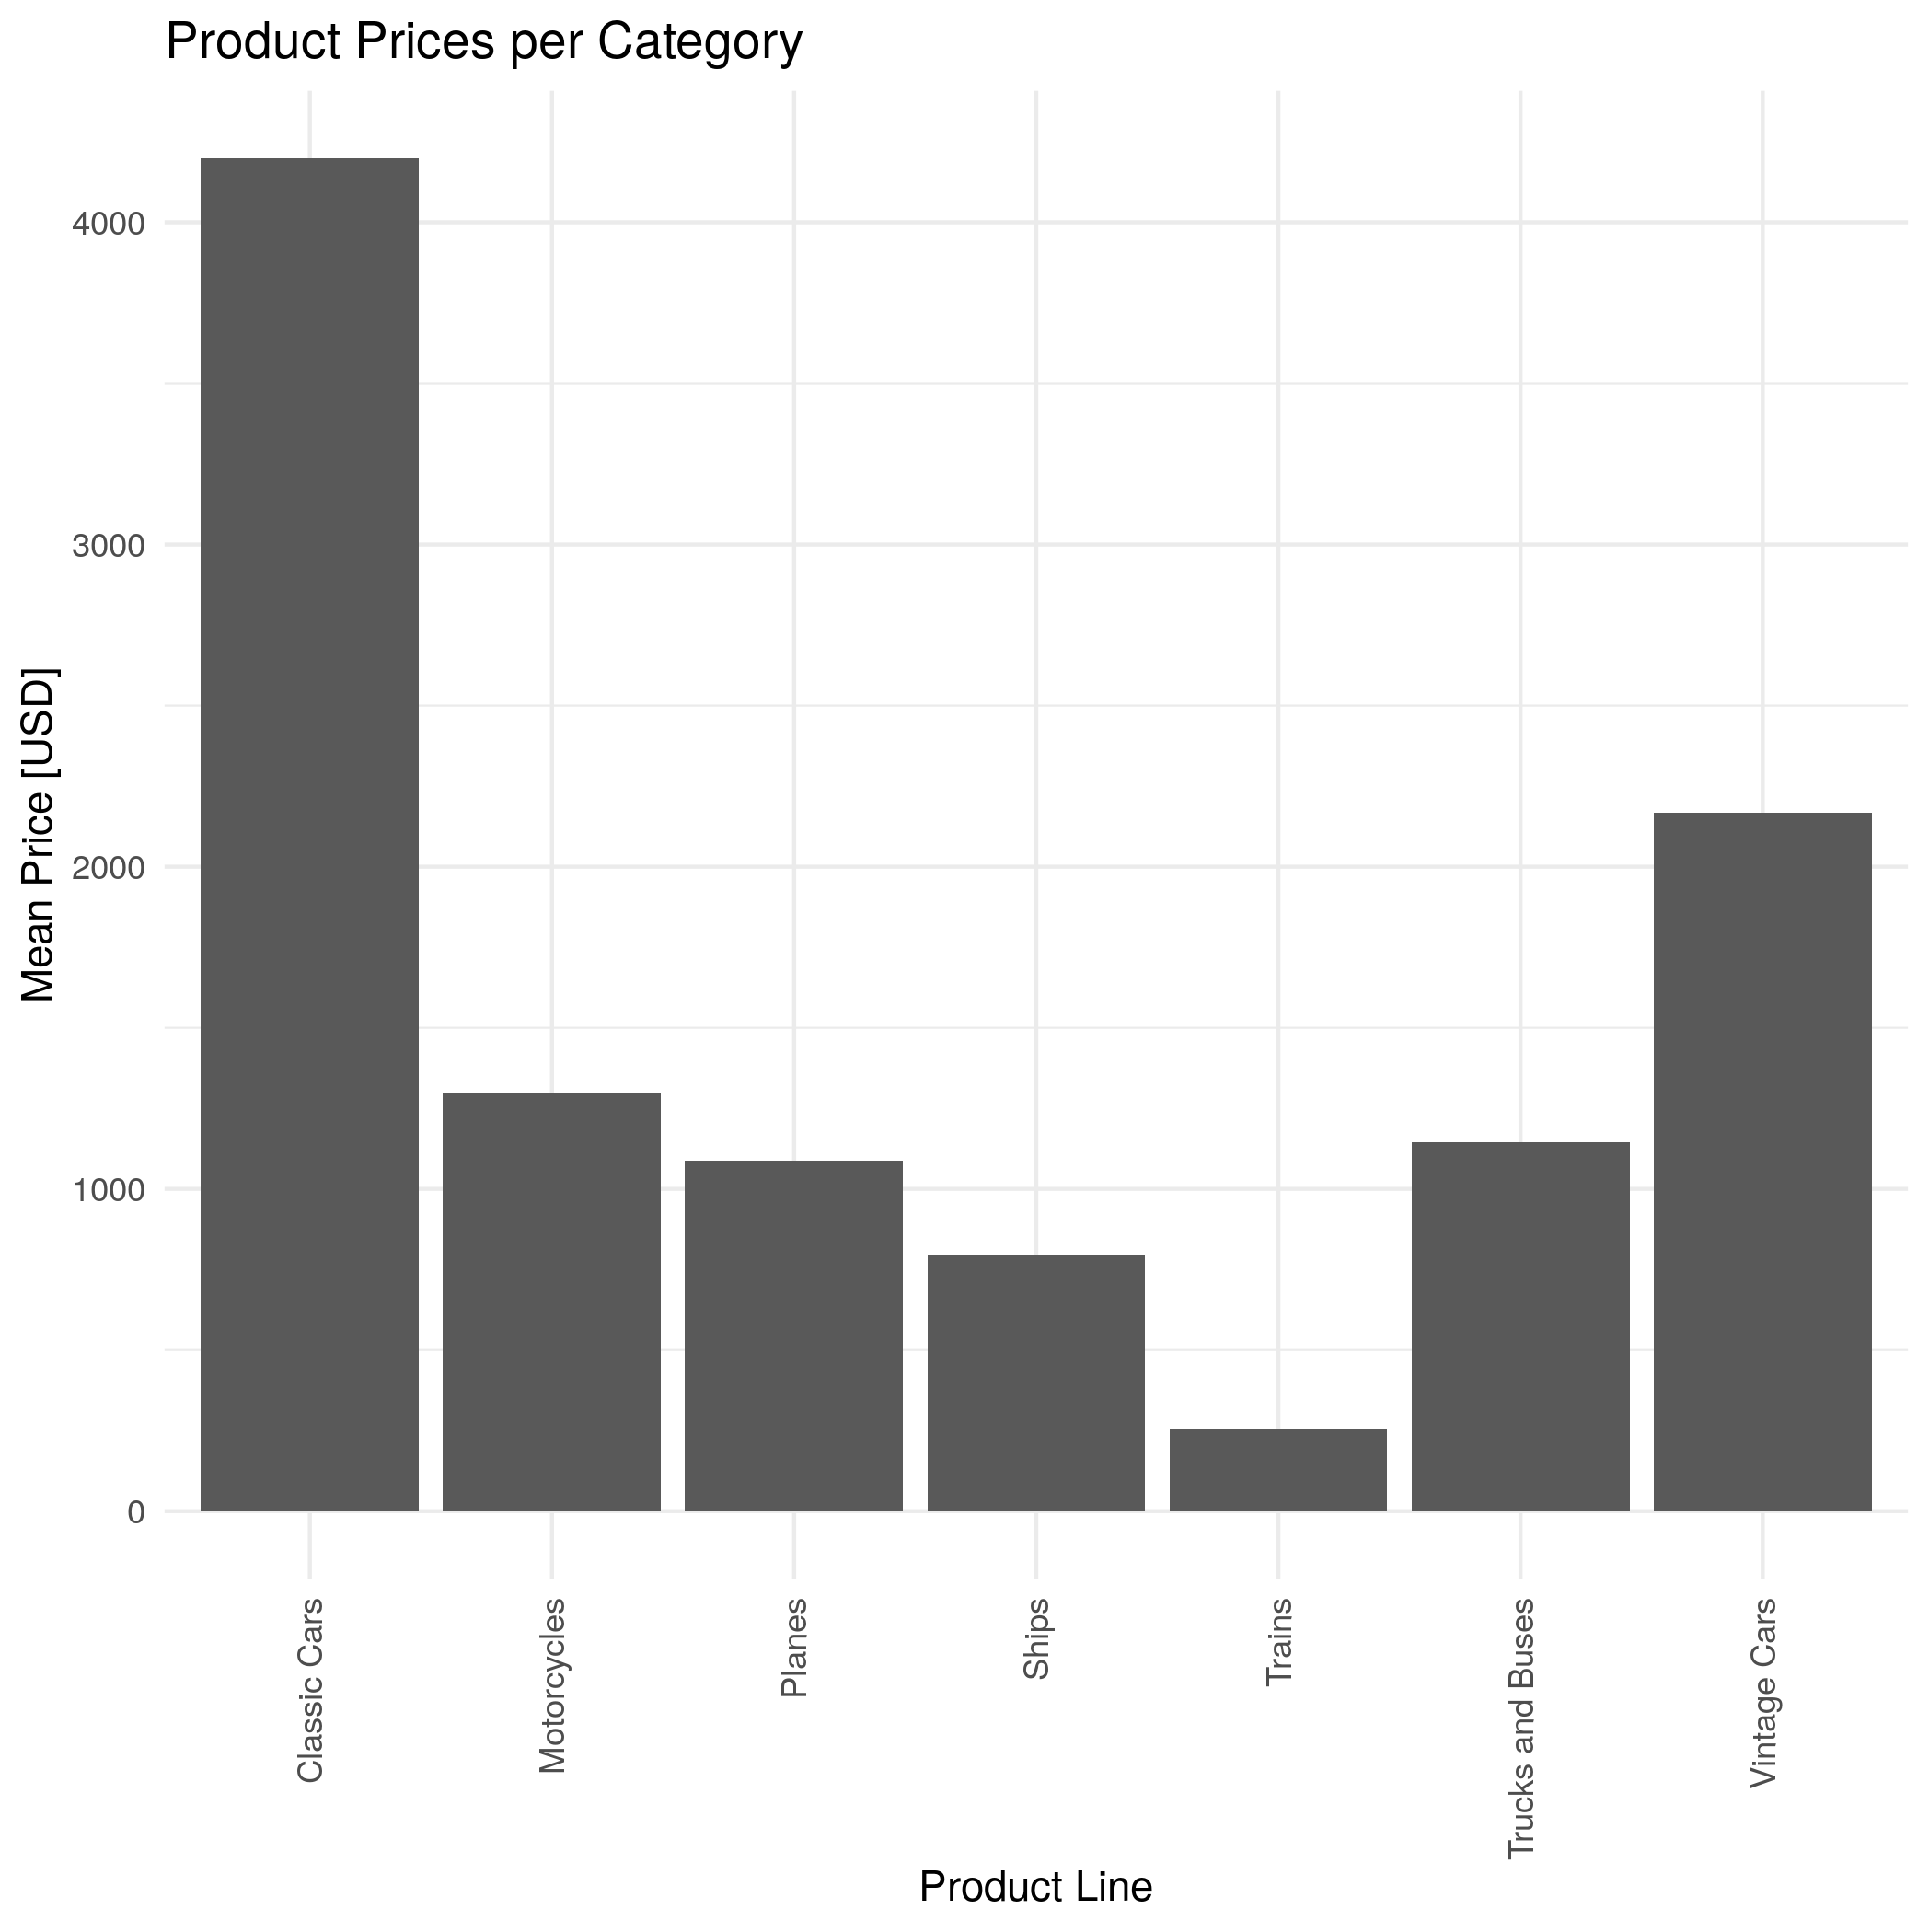 Product Prices per Category
Mean Price [USD]
4000
3000
2000
1000
0
Classic Cars
Motorcycles
Planes
Ships
Trains
Trucks and Buses
Vintage Cars
Product Line